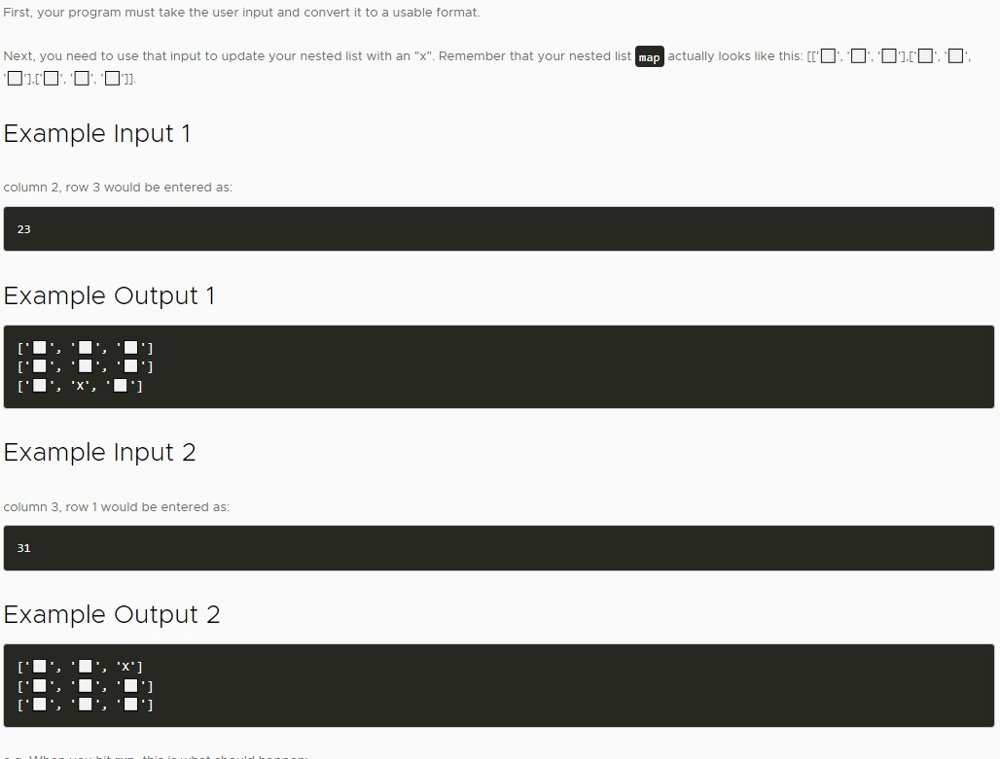 First, your program must take the user input and convert it to a usable format.
Next, you need to use that input to update your nested list with an "x". Remember that your nested list map actually looks like this: [['⬜', '⬜', '⬜'],['⬜', '⬜',
'⬜'],['⬜', '⬜', '⬜']].
Example Input 1
column 2, row 3 would be entered as:
23
Example Output 1
['⬜', '⬜', '⬜']
['⬜', '⬜', '⬜']
['⬜', 'x', '⬜']
Example Input 2
column 3, row 1 would be entered as:
31
Example Output 2
['⬜', '⬜', 'x']
['⬜', '⬜', '⬜']
['⬜', '⬜', '⬜']
e.g. When you hit run, this is what should happen: